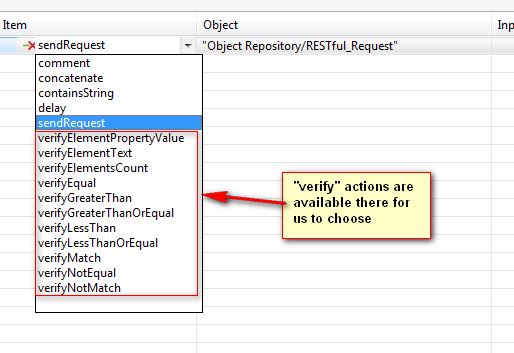 Item Object Inp
sendRequest "Object Repository/RESTful_Request"
comment
concatenate
containsString
delay
sendRequest
verifyElementPropertyValue
verifyElementText
verifyElementsCount
verifyEqual
verifyGreaterThan
verifyGreaterThanOrEqual
verifyLessThan
verifyLessThanOrEqual
verifyMatch
verifyNotEqual
verifyNotMatch
"verify" actions are
available there for
us to choose